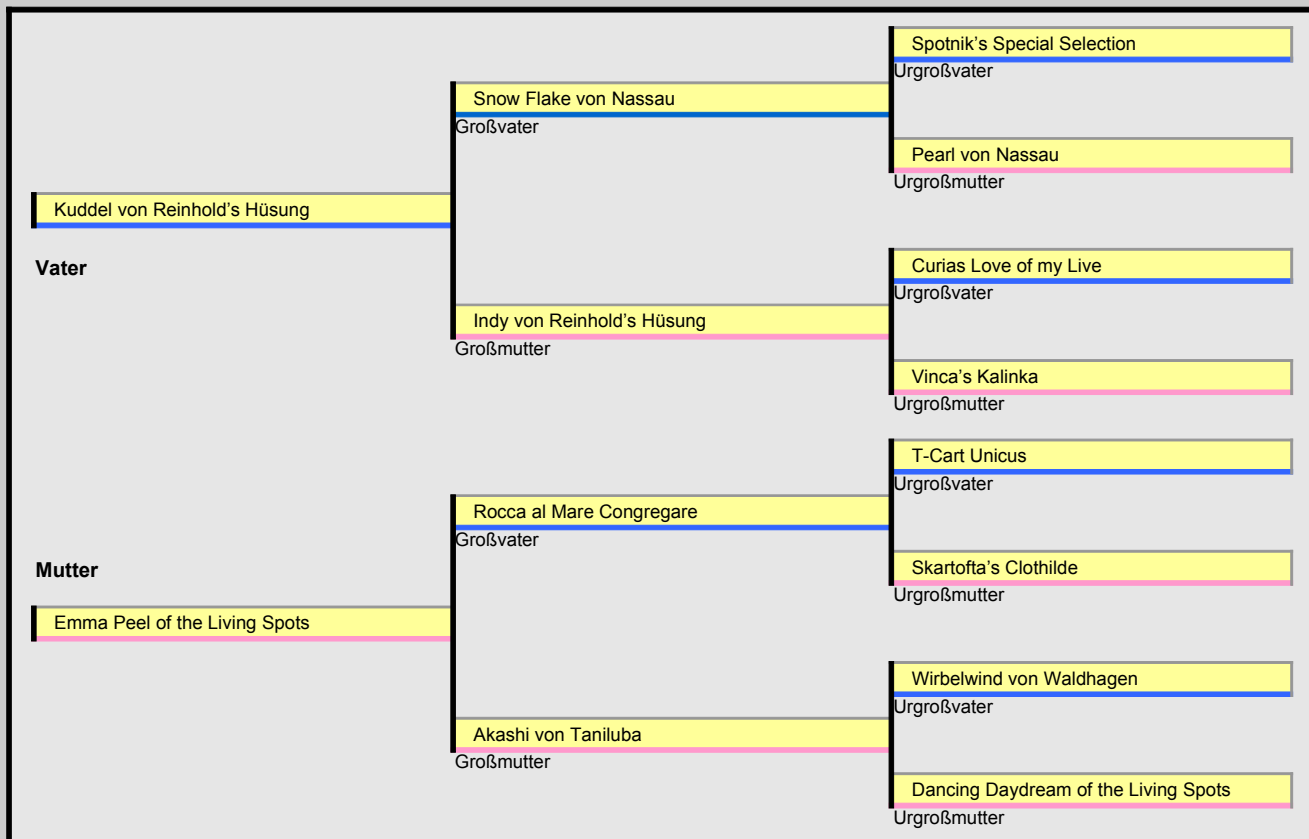 Spotnik’s Special Selection
Urgroßvater
Snow Flake von Nassau
Großvater
Pearl von Nassau
Urgroßmutter
Kuddel von Reinhold’s Hüsung
Vater
Curias Love of my Live
Urgroßvater
Indy von Reinhold’s Hüsung
Großmutter
Vinca’s Kalinka
Urgroßmutter
T-Cart Unicus
Urgroßvater
Rocca al Mare Congregare
Großvater
Skartofta’s Clothilde
Urgroßmutter
Mutter
Emma Peel of the Living Spots
Wirbelwind von Waldhagen
Urgroßvater
Akashi von Taniluba
Großmutter
Dancing Daydream of the Living Spots
Urgroßmutter